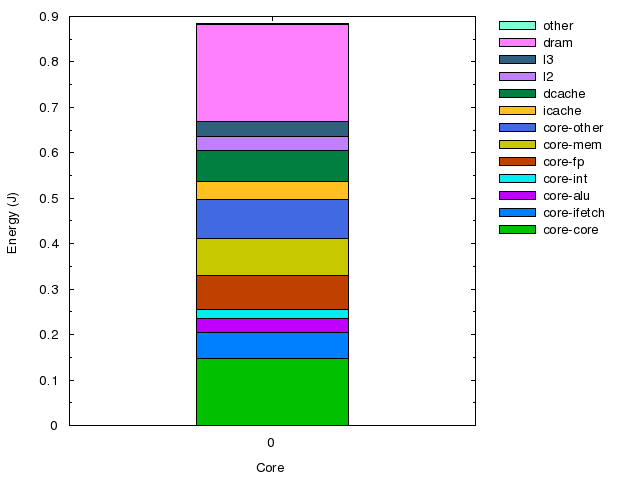 0.9
0.8
0.7
0.6
0.5
0.4
0.3
0.2
0.1
0
Energy (J)
0
Core
other
dram
l3
l2
dcache
icache
core-other
core-mem
core-fp
core-int
core-alu
core-ifetch
core-core